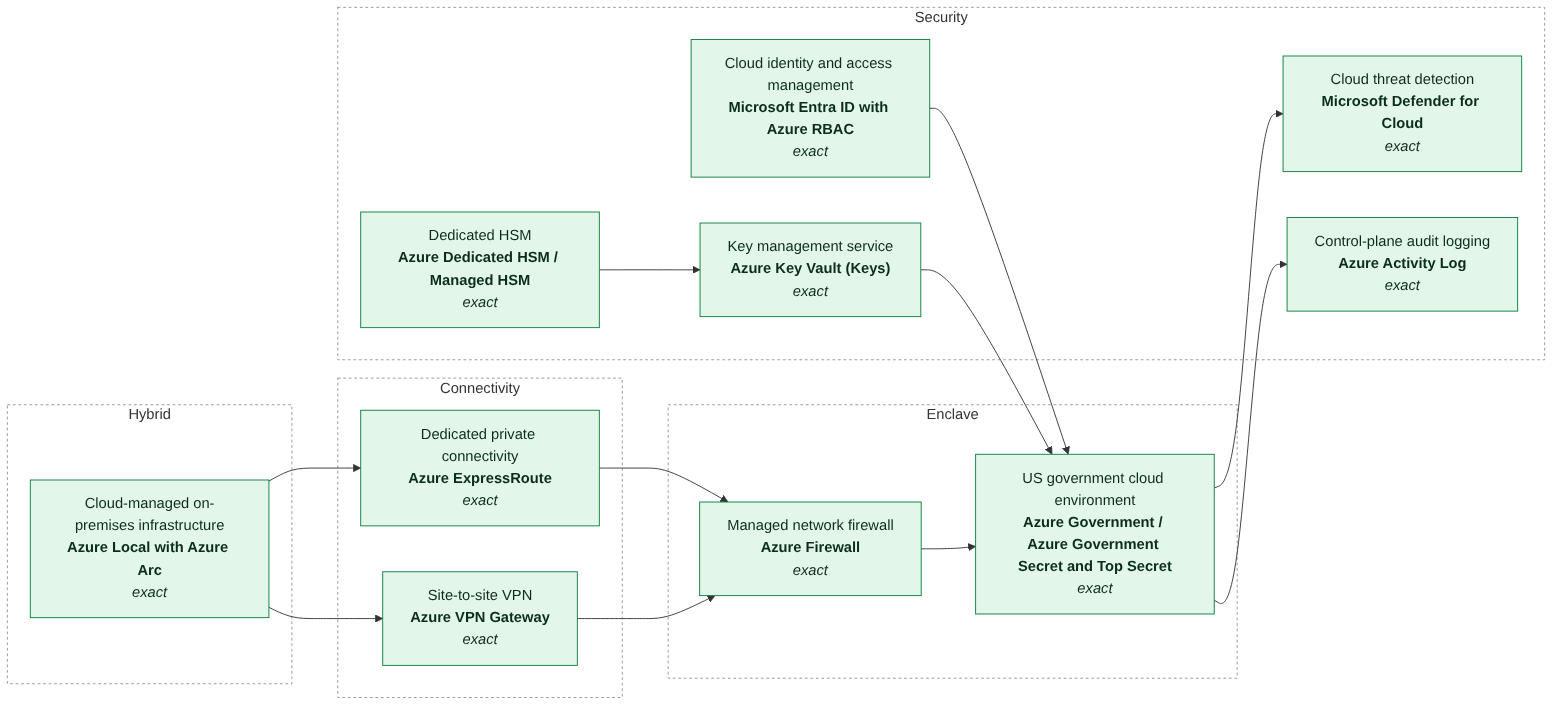 Security
Cloud identity and access
management
Microsoft Entra ID with
Azure RBAC
exact
Cloud threat detection
Microsoft Defender for
Cloud
exact
Dedicated HSM
Azure Dedicated HSM /
Managed HSM
exact
Key management service
Azure Key Vault (Keys)
exact
Control-plane audit logging
Azure Activity Log
exact
Hybrid
Cloud-managed on-
premises infrastructure
Azure Local with Azure
Arc
exact
Connectivity
Dedicated private
connectivity
Azure ExpressRoute
exact
Site-to-site VPN
Azure VPN Gateway
exact
Enclave
Managed network firewall
Azure Firewall
exact
US government cloud
environment
Azure Government /
Azure Government
Secret and Top Secret
exact